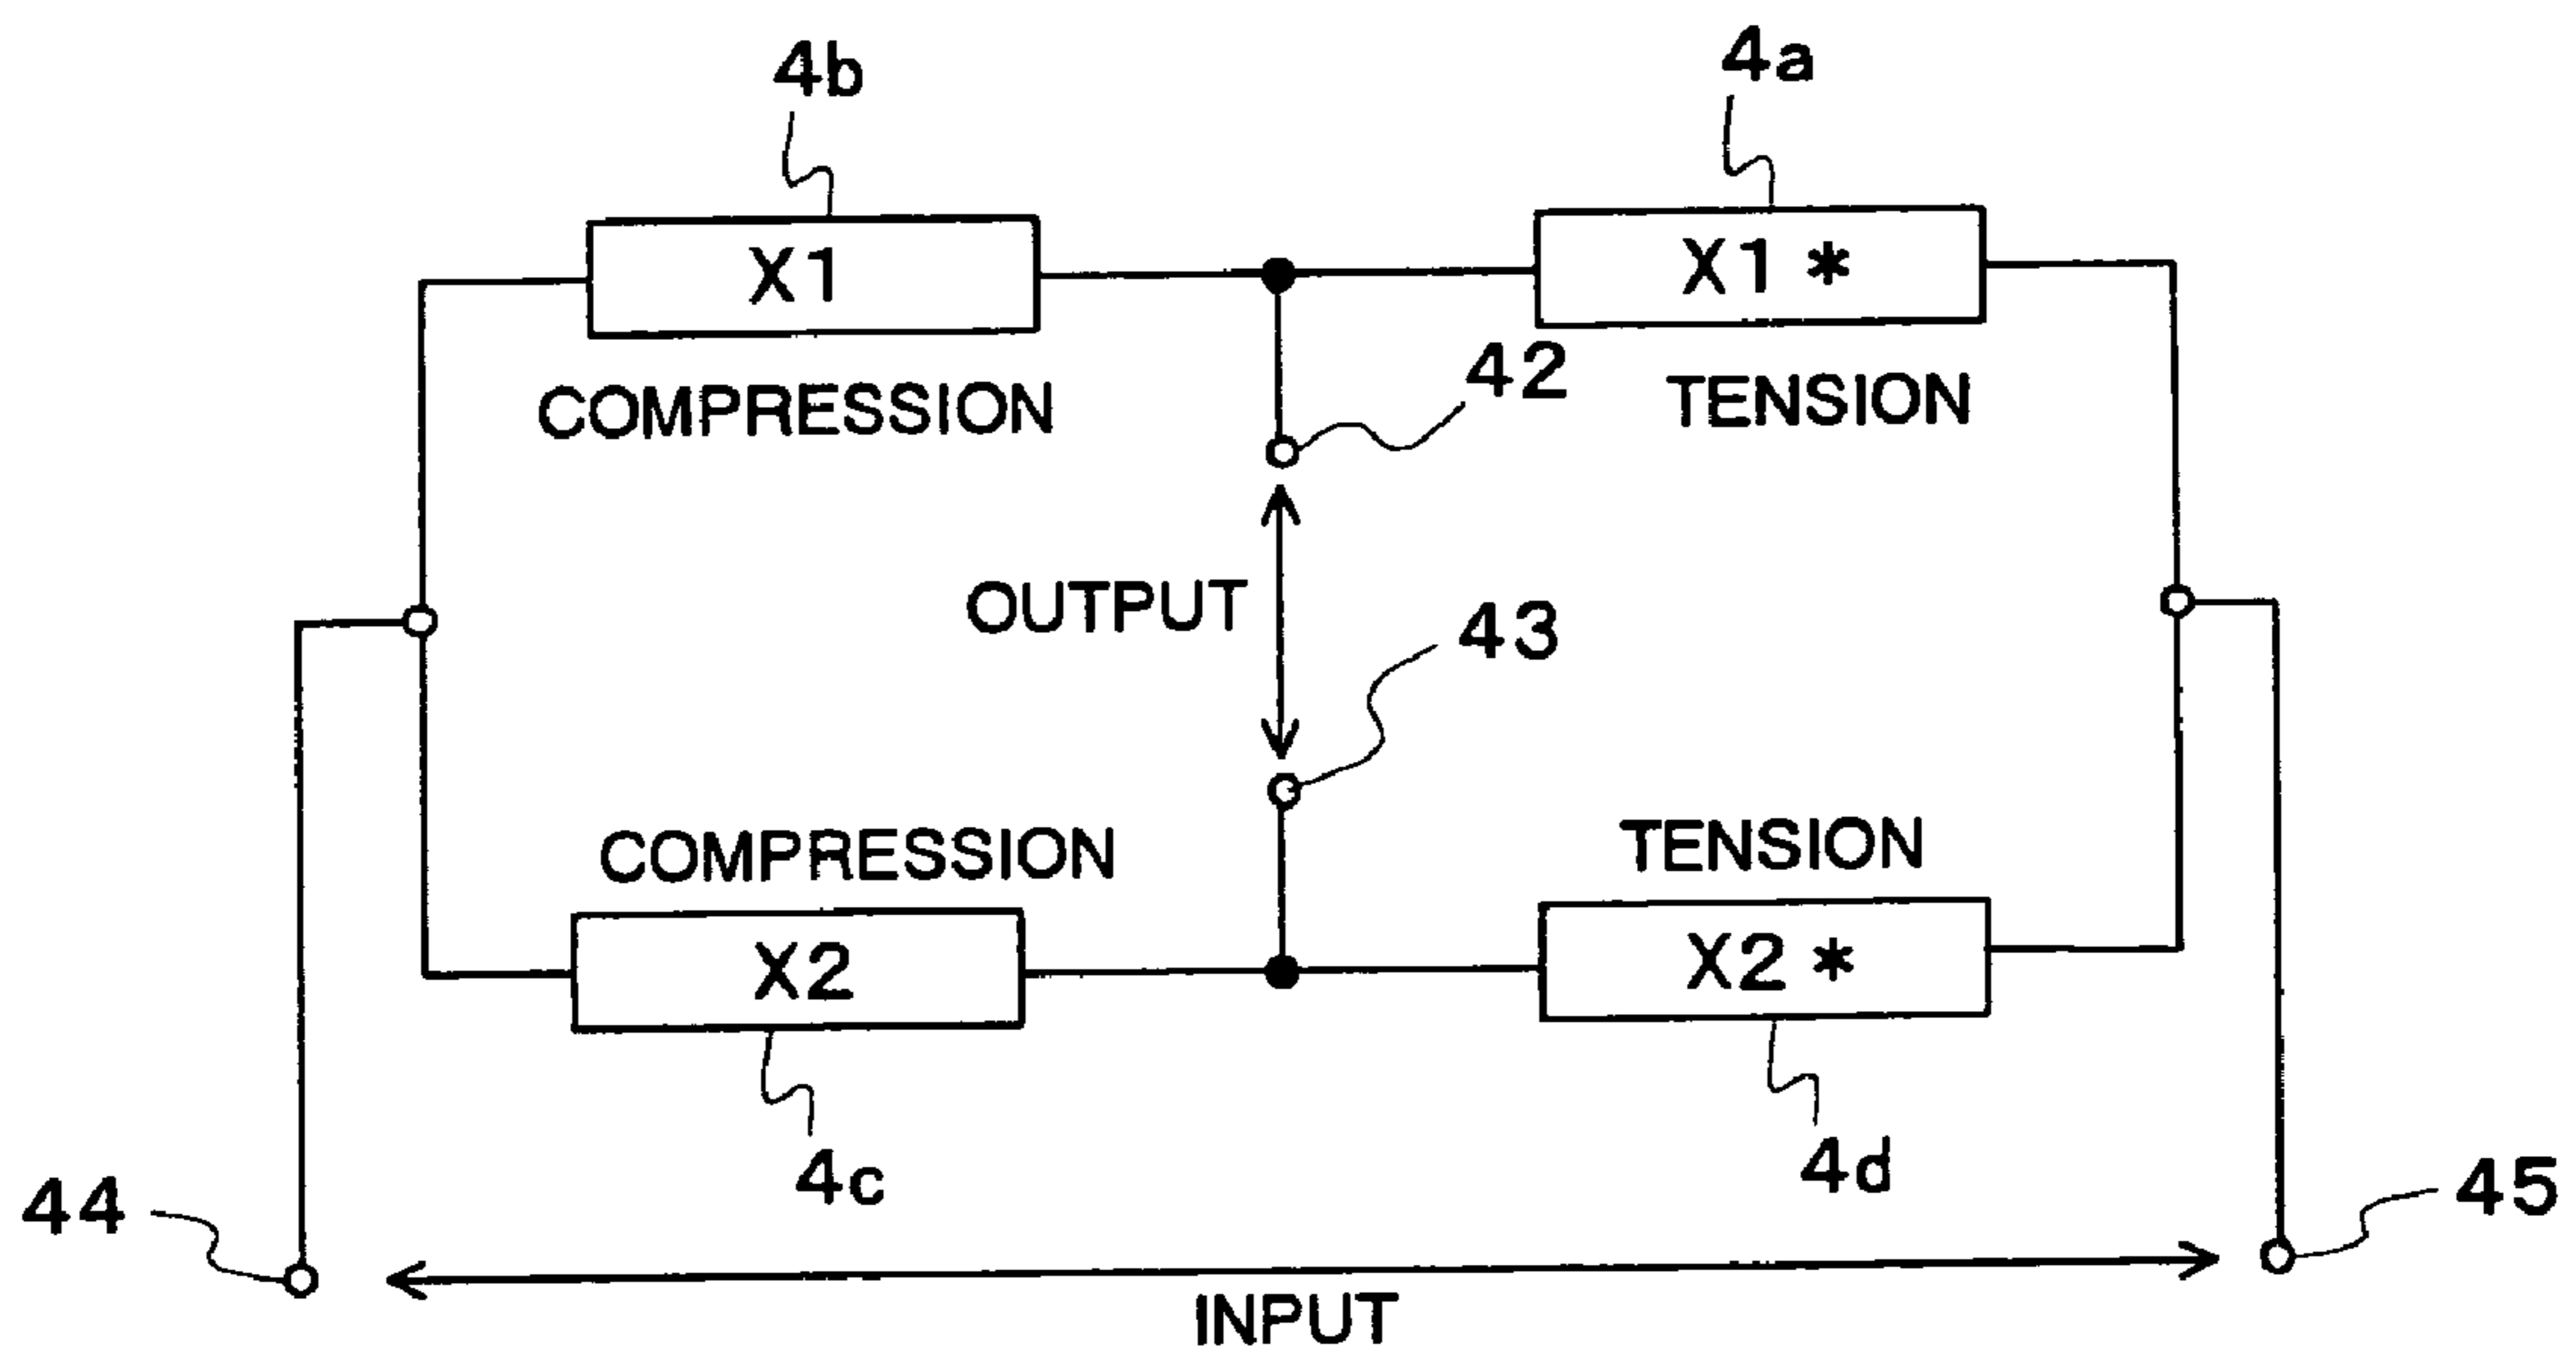 4b
4a
X1
X1 *
COMPRESSION
42
TENSION
OUTPUT
43
COMPRESSION
TENSION
X2
X2 *
4c
4d
44
45
INPUT